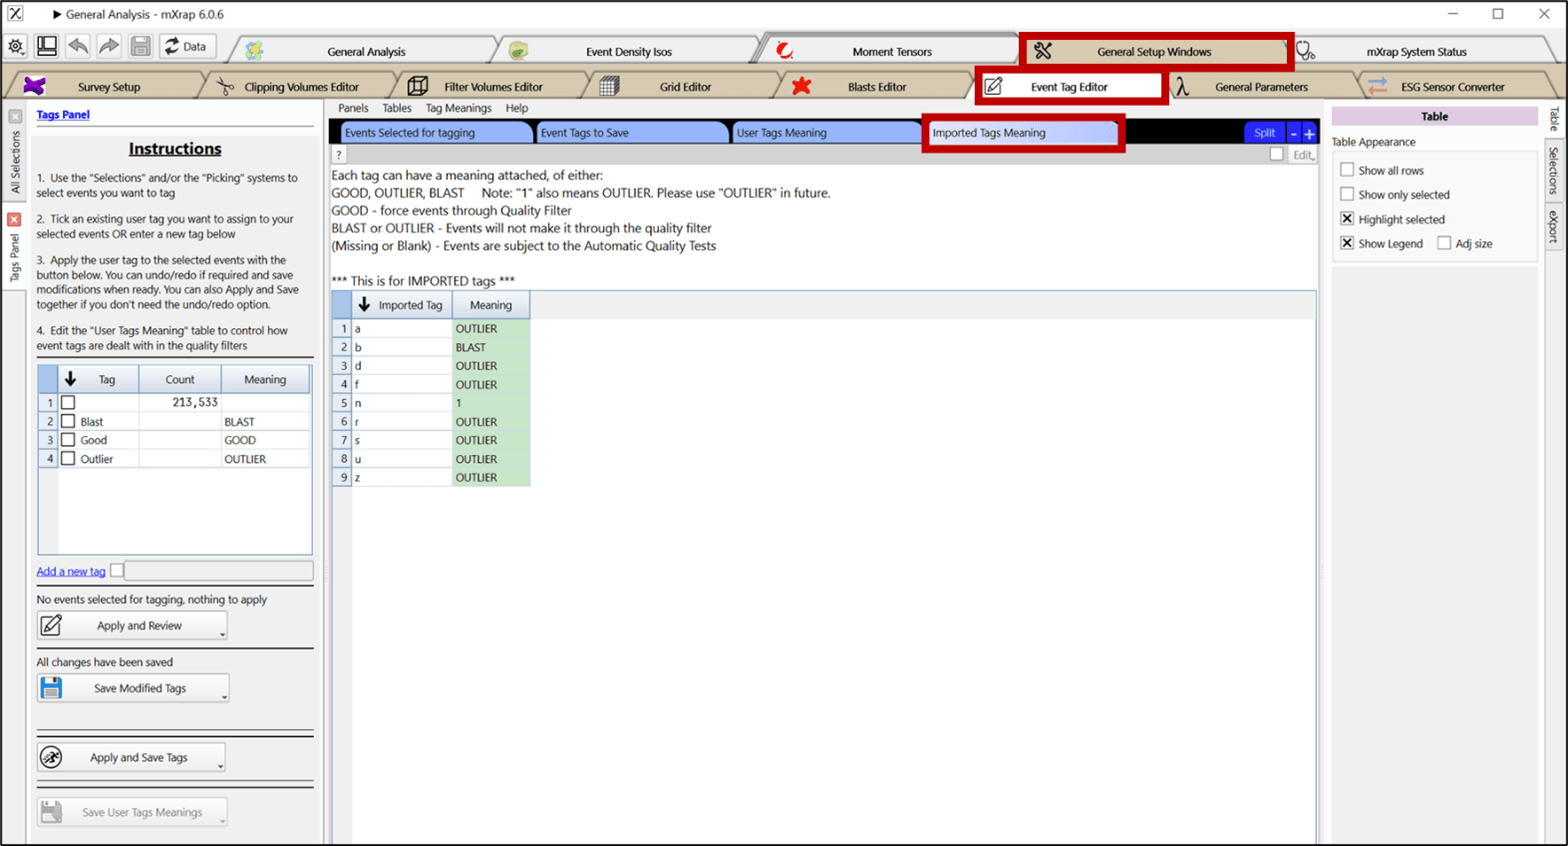 General Analysis - mXrap 6.0.6
Data
General Analysis
Event Density Isos
Moment Tensors
General Setup Windows
mXrap System Status
Survey Setup
Clipping Volumes Editor
Filter Volumes Editor
Grid Editor
Blasts Editor
Event Tag Editor
λ
General Parameters
ESG Sensor Converter
All Selections
Tags Panel
Tags Panel
Instructions
1. Use the "Selections" and/or the "Picking" systems to
select events you want to tag
2. Tick an existing user tag you want to assign to your
selected events OR enter a new tag below
3. Apply the user tag to the selected events with the
button below. You can undo/redo if required and save
modifications when ready. You can also Apply and Save
together if you don't need the undo/redo option.
4. Edit the "User Tags Meaning" table to control how
event tags are dealt with in the quality filters
Tag Count Meaning
1 213,533
2 Blast BLAST
3 Good GOOD
4 Outlier OUTLIER
Add a new tag
No events selected for tagging, nothing to apply
Apply and Review
All changes have been saved
Save Modified Tags
Apply and Save Tags
Save User Tags Meanings
Panels Tables Tag Meanings Help
Events Selected for tagging
Event Tags to Save
User Tags Meaning
Imported Tags Meaning
Split - +
? Edit
Each tag can have a meaning attached, of either:
GOOD, OUTLIER, BLAST Note: "1" also means OUTLIER. Please use "OUTLIER" in future.
GOOD - force events through Quality Filter
BLAST or OUTLIER - Events will not make it through the quality filter
(Missing or Blank) - Events are subject to the Automatic Quality Tests
*** This is for IMPORTED tags ***
Imported Tag Meaning
1 a OUTLIER
2 b BLAST
3 d OUTLIER
4 f OUTLIER
5 n 1
6 r OUTLIER
7 s OUTLIER
8 u OUTLIER
9 z OUTLIER
Table
Table Appearance
Show all rows
Show only selected
Highlight selected
Show Legend Adj size
Table
Selections
eXport